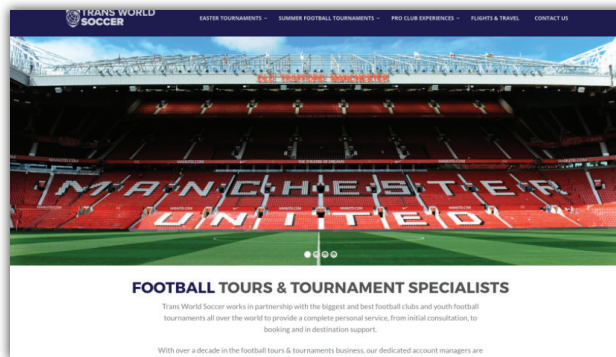 TRANS WORLD
SOCCER
EASTER TOURNAMENTS
SUMMER FOOTBALL TOURNAMENTS
PRO CLUB EXPERIENCES
FLIGHTS & TRAVEL
CONTACT US
OLD TRAFFORD MANCHESTER
MANCHESTER
UNITED
FOOTBALL TOURS & TOURNAMENT SPECIALISTS
Trans World Soccer works in partnership with the biggest and best football clubs and youth football
tournaments all over the world to provide a complete personal service, from initial consultation, to
booking and in destination support.
With over a decade in the football tours & tournaments business, our dedicated account managers are